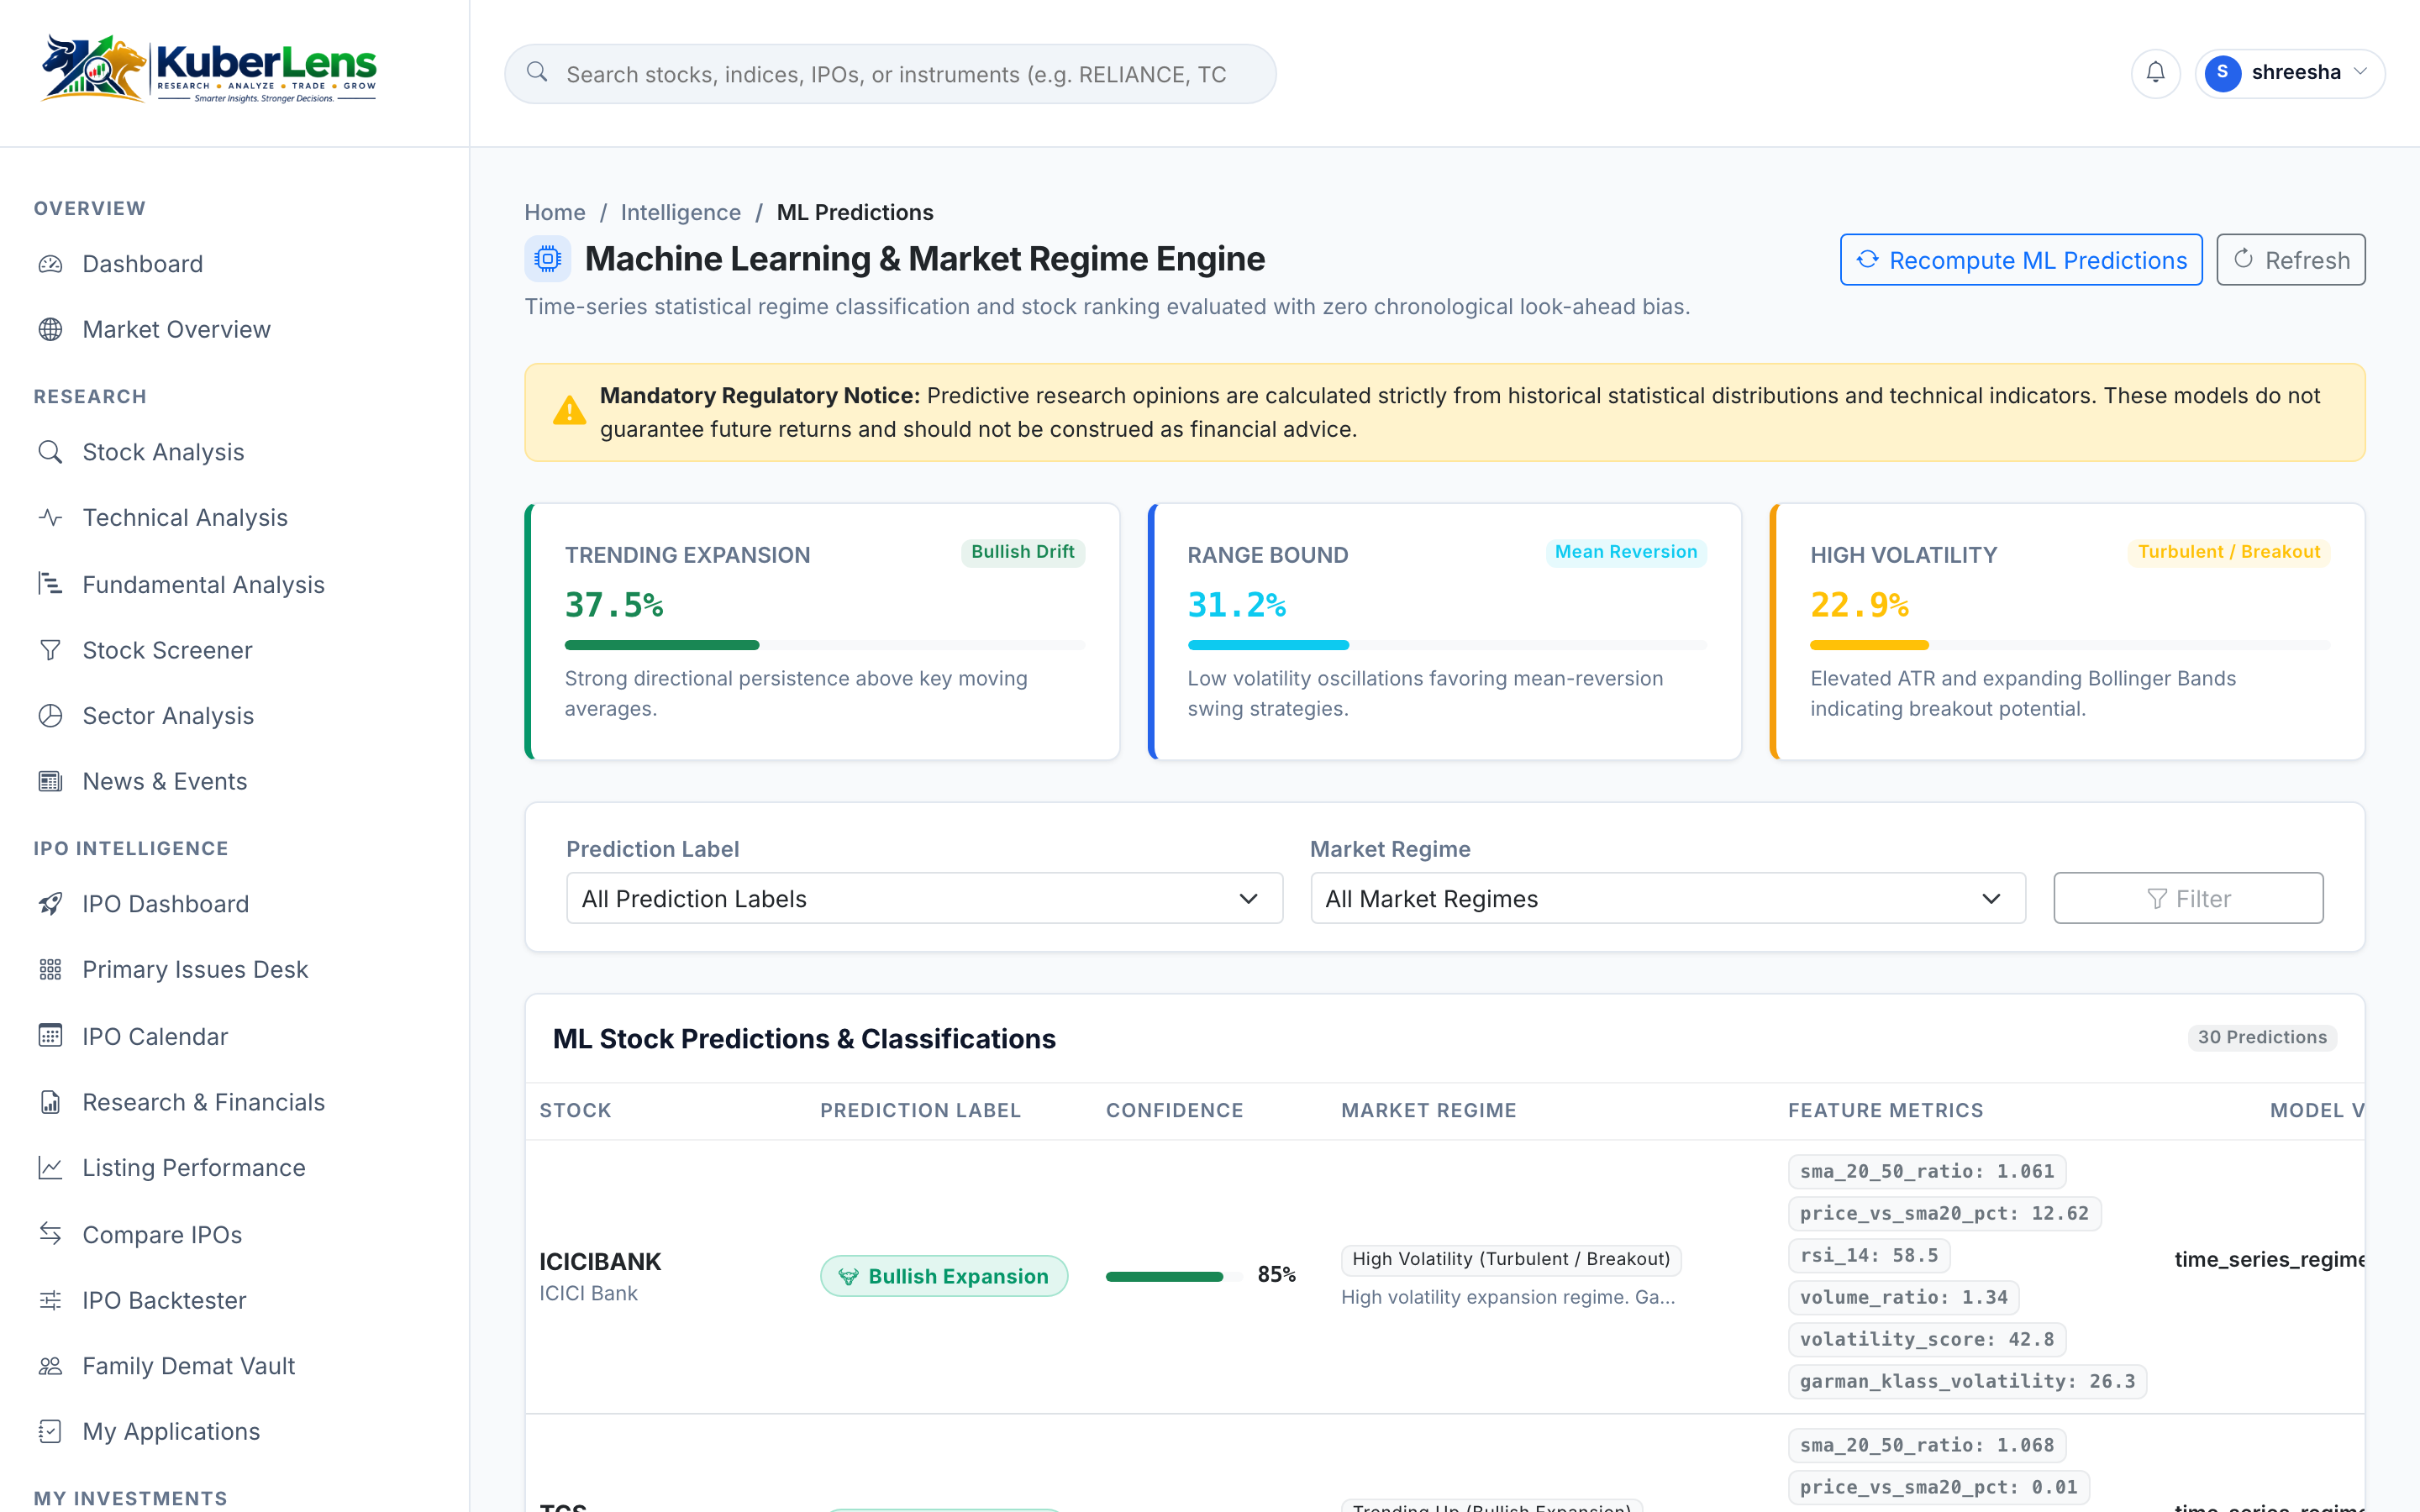 KuberLens
RESEARCH • ANALYZE • TRADE • GROW
Smarter Insights. Stronger Decisions.
Search stocks, indices, IPOs, or instruments (e.g. RELIANCE, TC
S shreesha
OVERVIEW
Dashboard
Market Overview
RESEARCH
Stock Analysis
Technical Analysis
Fundamental Analysis
Stock Screener
Sector Analysis
News & Events
IPO INTELLIGENCE
IPO Dashboard
Primary Issues Desk
IPO Calendar
Research & Financials
Listing Performance
Compare IPOs
IPO Backtester
Family Demat Vault
My Applications
MY INVESTMENTS
Home / Intelligence / ML Predictions
Machine Learning & Market Regime Engine
Time-series statistical regime classification and stock ranking evaluated with zero chronological look-ahead bias.
Recompute ML Predictions
Refresh
Mandatory Regulatory Notice: Predictive research opinions are calculated strictly from historical statistical distributions and technical indicators. These models do not
guarantee future returns and should not be construed as financial advice.
TRENDING EXPANSION
Bullish Drift
37.5%
Strong directional persistence above key moving
averages.
RANGE BOUND
Mean Reversion
31.2%
Low volatility oscillations favoring mean-reversion
swing strategies.
HIGH VOLATILITY
Turbulent / Breakout
22.9%
Elevated ATR and expanding Bollinger Bands
indicating breakout potential.
Prediction Label
All Prediction Labels
Market Regime
All Market Regimes
Filter
ML Stock Predictions & Classifications
30 Predictions
STOCK PREDICTION LABEL CONFIDENCE MARKET REGIME FEATURE METRICS MODEL V
ICICIBANK
ICICI Bank
Bullish Expansion
85%
High Volatility (Turbulent / Breakout)
High volatility expansion regime. Ga...
sma_20_50_ratio: 1.061
price_vs_sma20_pct: 12.62
rsi_14: 58.5
volume_ratio: 1.34
volatility_score: 42.8
garman_klass_volatility: 26.3
time_series_regime
TCS
Trending Up (Bullish Expansion)
sma_20_50_ratio: 1.068
price_vs_sma20_pct: 0.01
time_series_regime